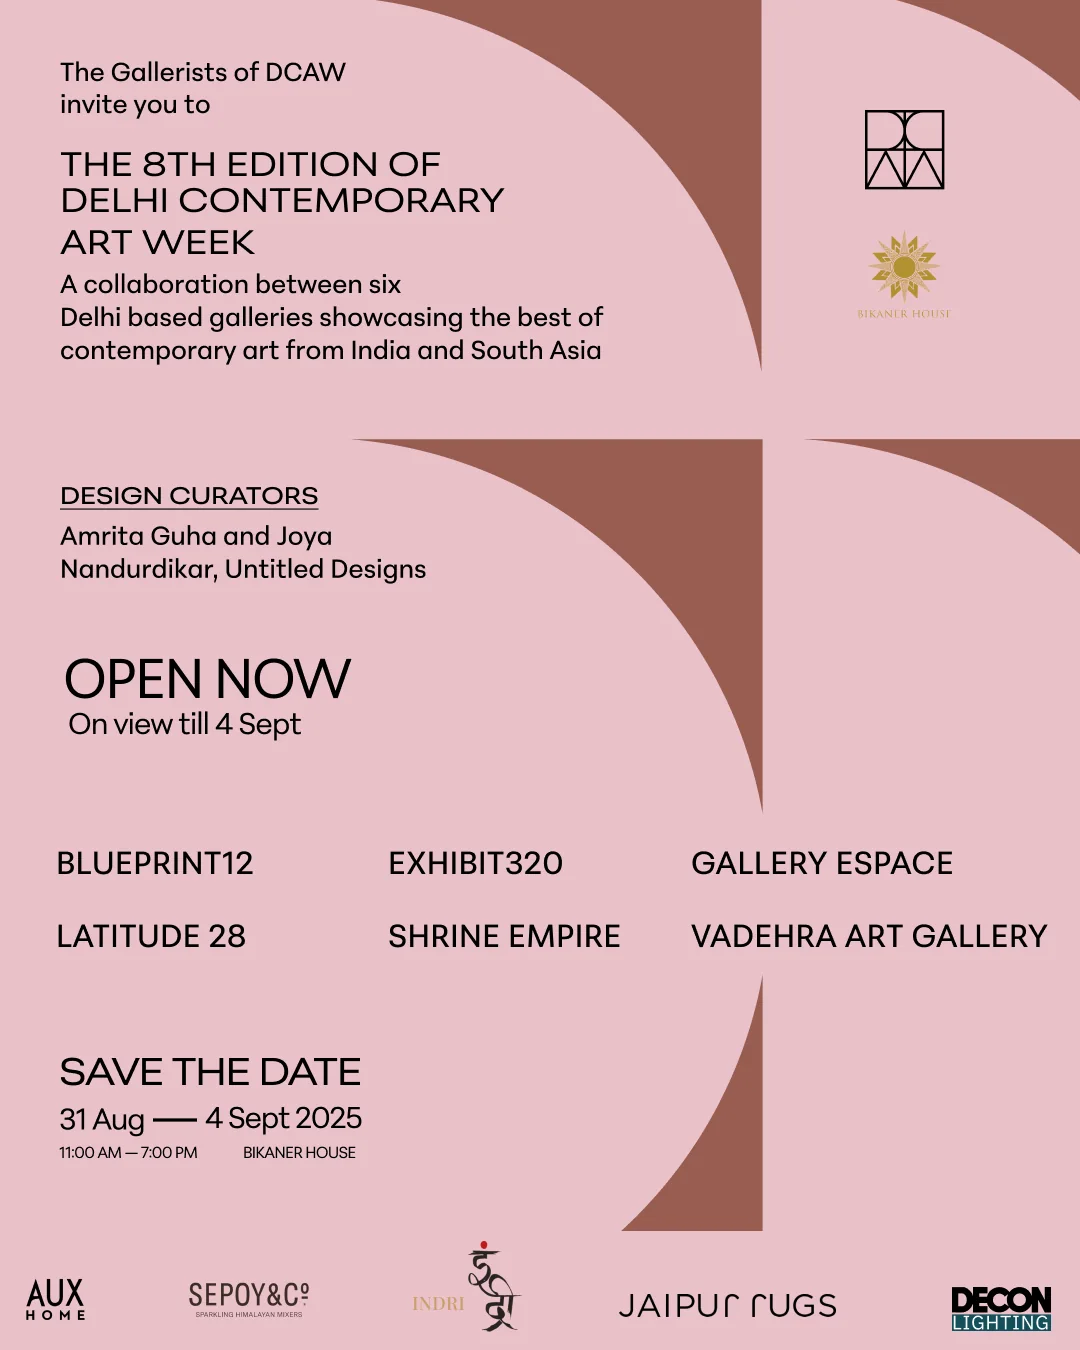 The Gallerists of DCAW
invite you to
THE 8TH EDITION OF
DELHI CONTEMPORARY
ART WEEK
A collaboration between six
Delhi based galleries showcasing the best of
contemporary art from India and South Asia
BIKANER HOUSE
DESIGN CURATORS
Amrita Guha and Joya
Nandurdikar, Untitled Designs
OPEN NOW
On view till 4 Sept
BLUEPRINT12 EXHIBIT320 GALLERY ESPACE
LATITUDE 28 SHRINE EMPIRE VADEHRA ART GALLERY
SAVE THE DATE
31 Aug — 4 Sept 2025
11:00 AM — 7:00 PM BIKANER HOUSE
AUX
HOME
SEPOY&Cº
SPARKLING HIMALAYAN MIXERS
INDRI
इंद्री
JAIPUR RUGS
DECON
LIGHTING